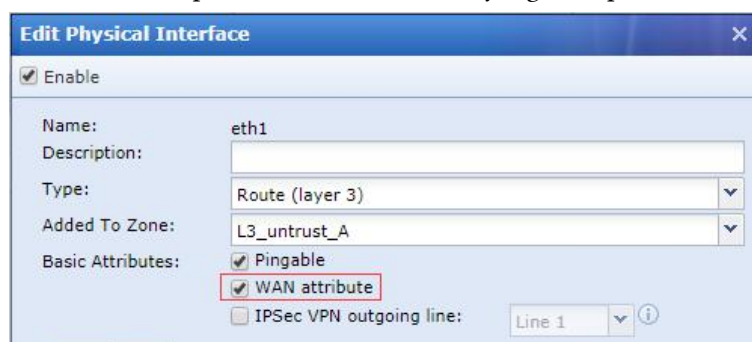 Edit Physical Interface
Enable
Name: eth1
Description:
Type: Route (layer 3)
Added To Zone: L3_untrust_A
Basic Attributes: Pingable
WAN attribute
IPSec VPN outgoing line: Line 1